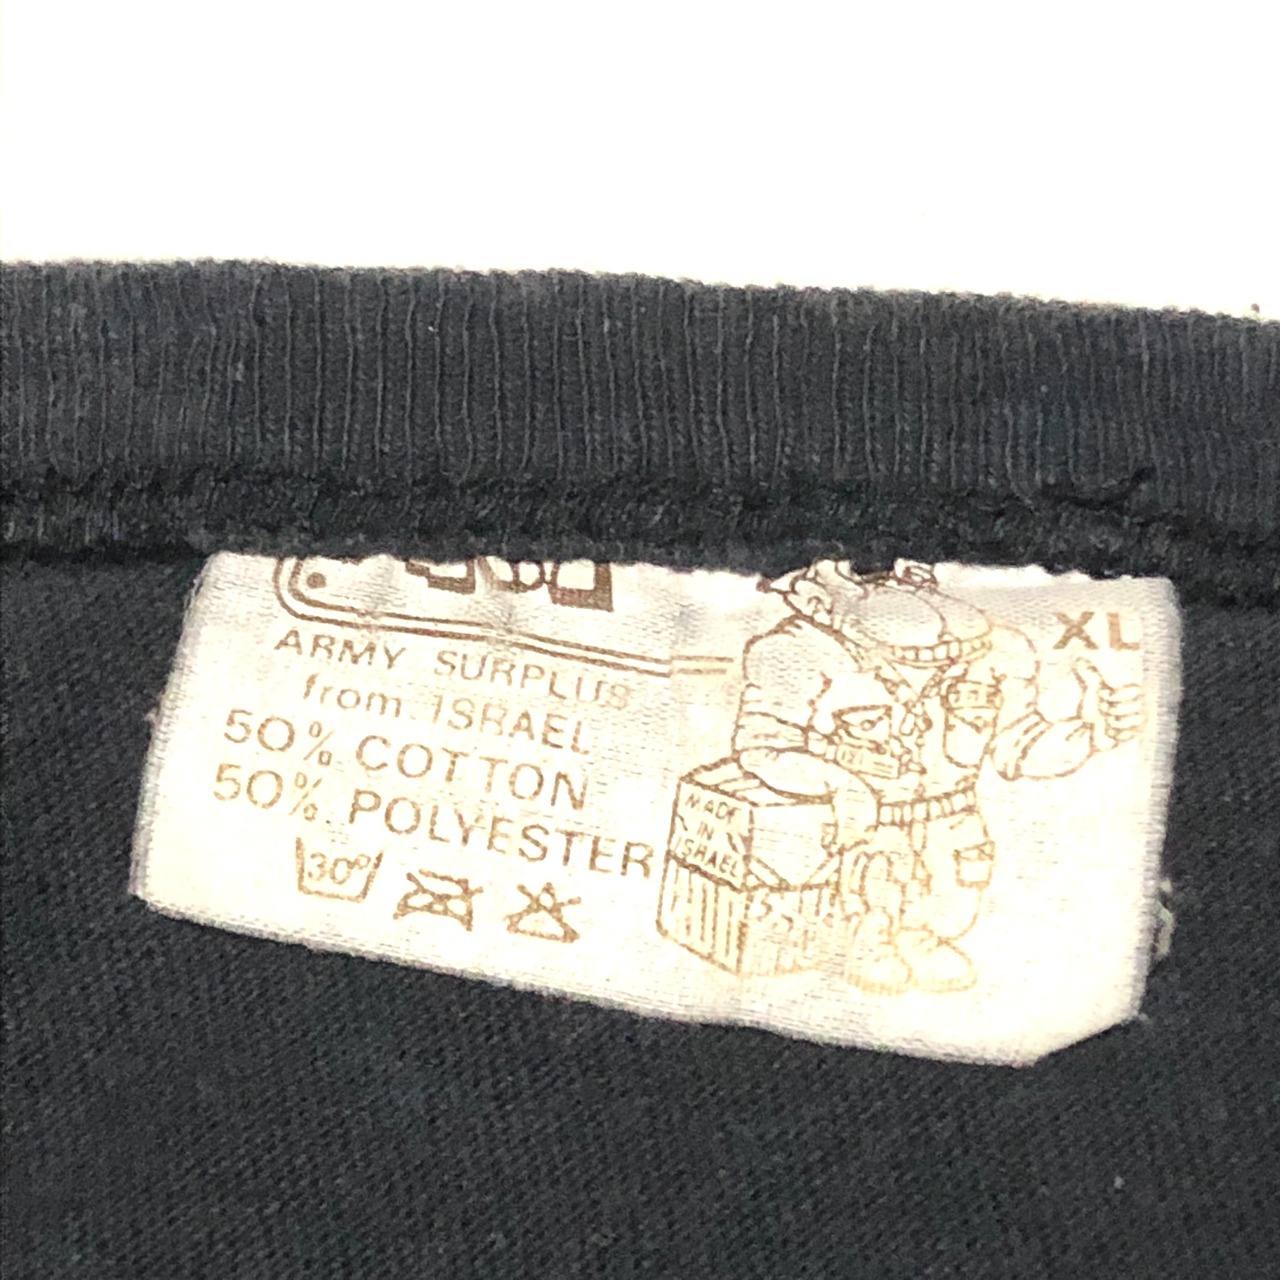 XL
ARMY SURPLUS
from ISRAEL
50% COTTON
50% POLYESTER
30°
MADE
IN
ISRAEL